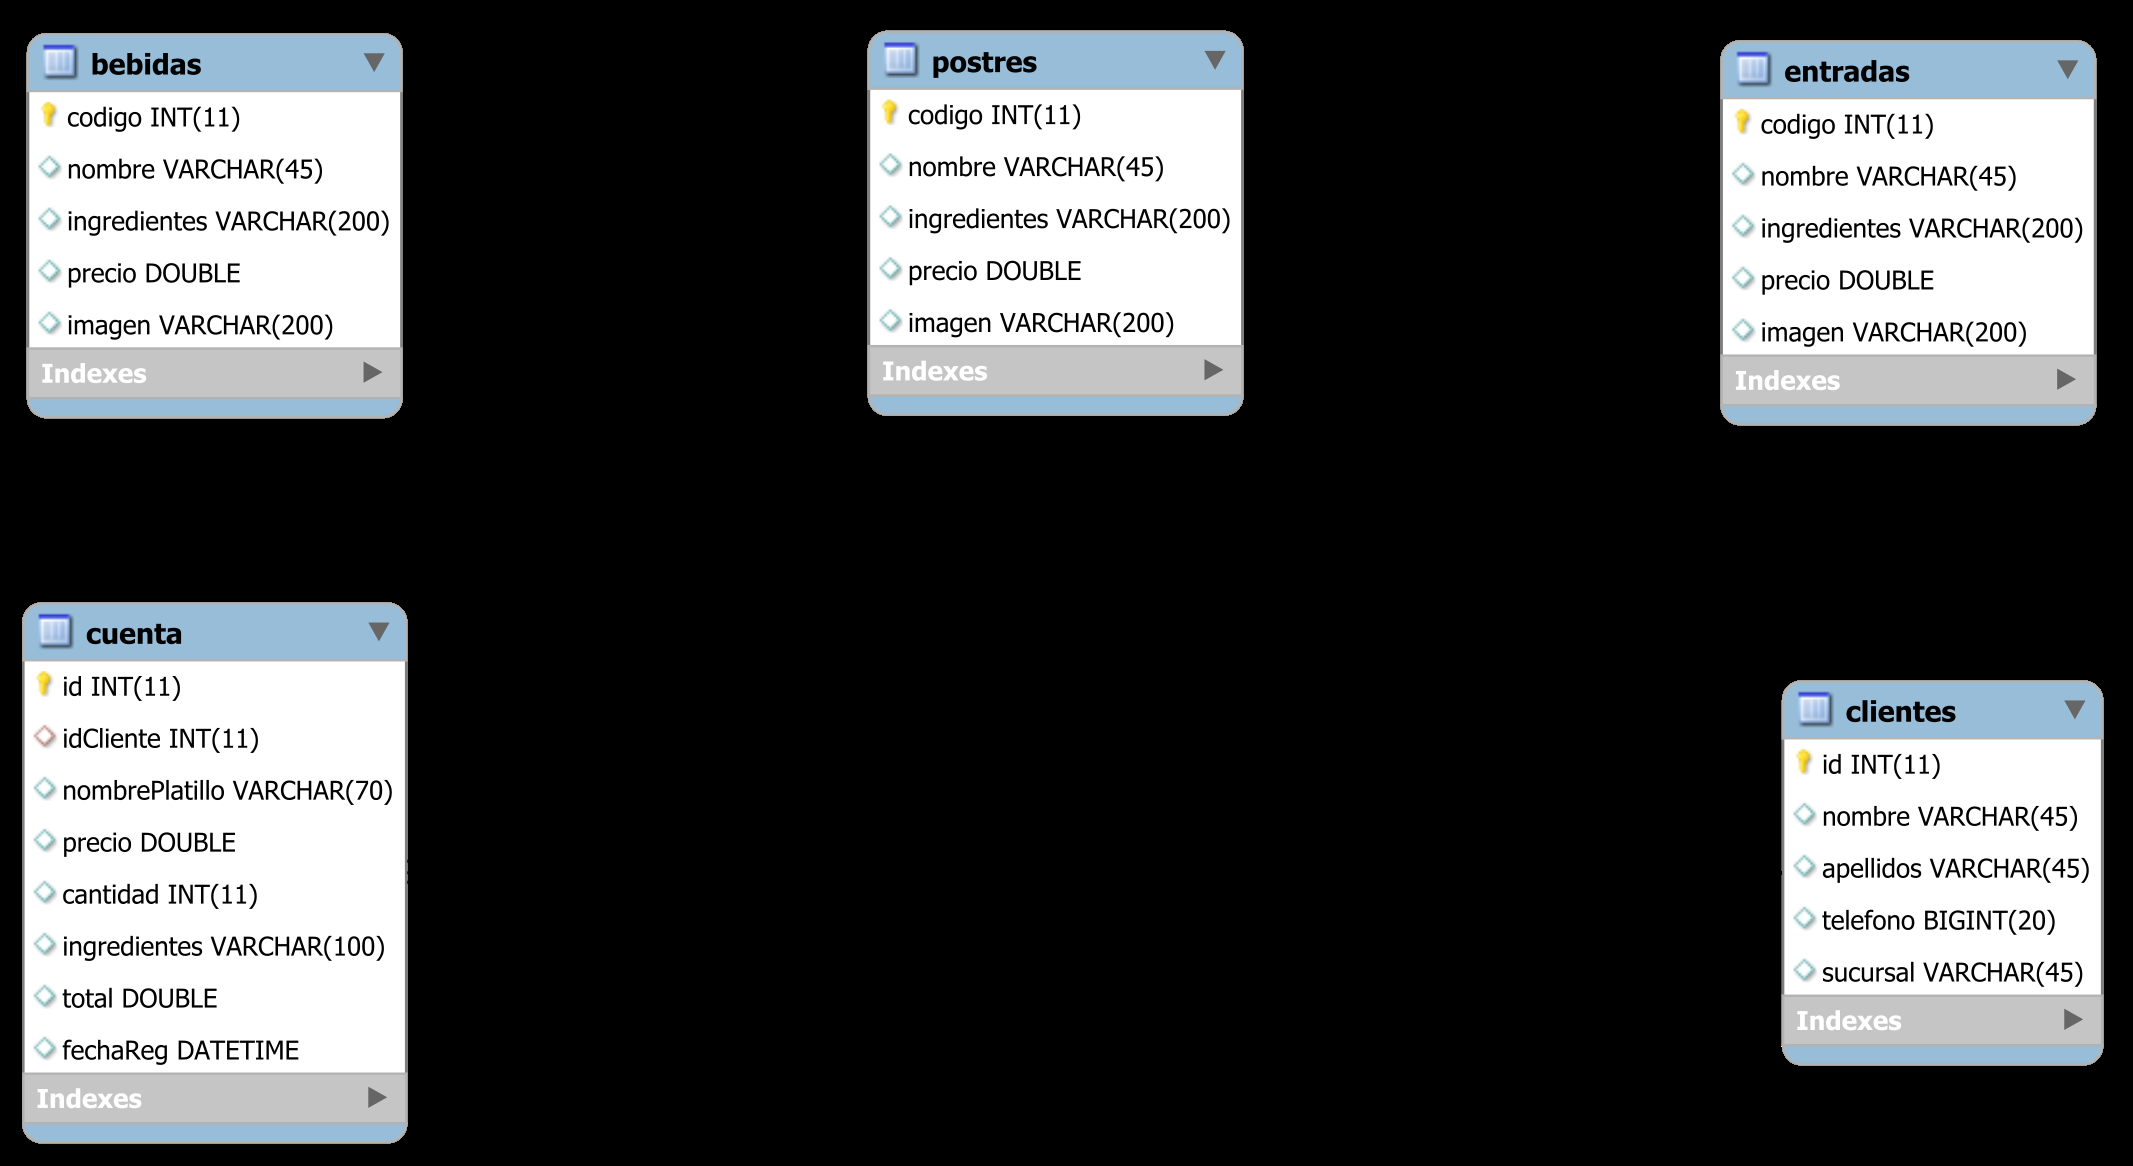 bebidas
codigo INT(11)
nombre VARCHAR(45)
ingredientes VARCHAR(200)
precio DOUBLE
imagen VARCHAR(200)
Indexes
postres
codigo INT(11)
nombre VARCHAR(45)
ingredientes VARCHAR(200)
precio DOUBLE
imagen VARCHAR(200)
Indexes
entradas
codigo INT(11)
nombre VARCHAR(45)
ingredientes VARCHAR(200)
precio DOUBLE
imagen VARCHAR(200)
Indexes
cuenta
id INT(11)
idCliente INT(11)
nombrePlatillo VARCHAR(70)
precio DOUBLE
cantidad INT(11)
ingredientes VARCHAR(100)
total DOUBLE
fechaReg DATETIME
Indexes
clientes
id INT(11)
nombre VARCHAR(45)
apellidos VARCHAR(45)
telefono BIGINT(20)
sucursal VARCHAR(45)
Indexes